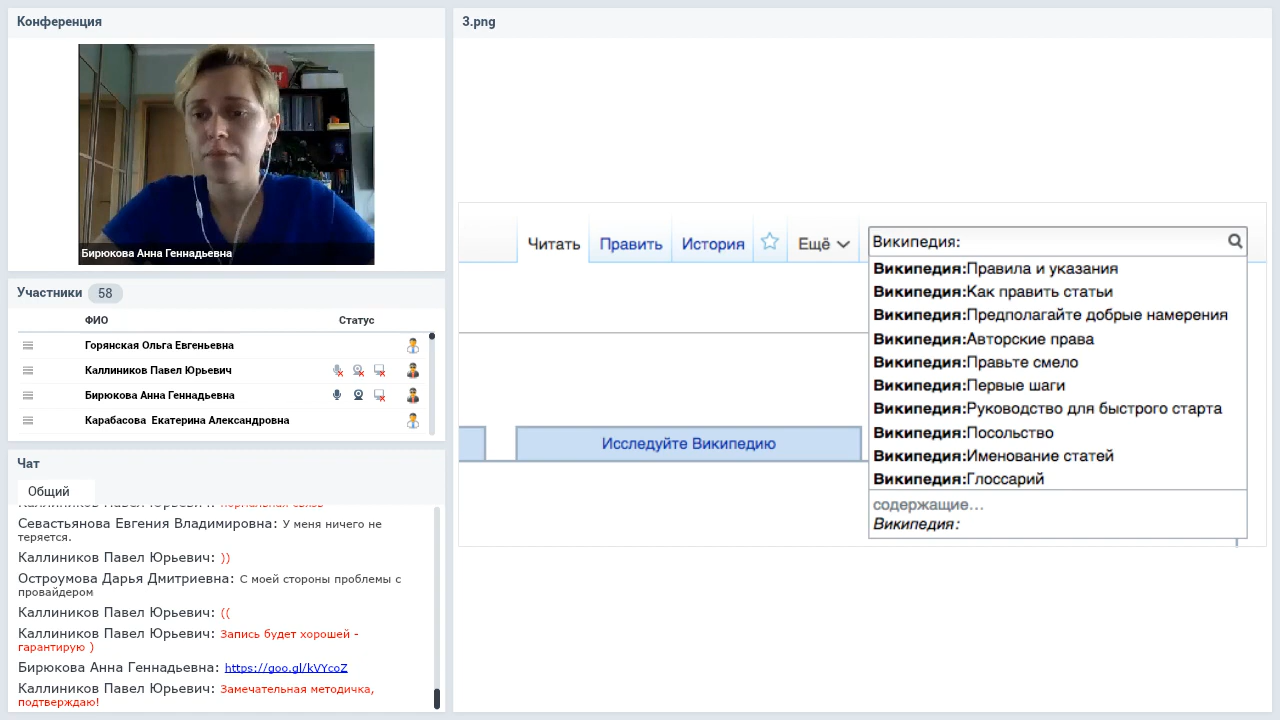 Конференция
Бирюкова Анна Геннадьевна
Участники 58
ФИО Статус
Горянская Ольга Евгеньевна
Каллиников Павел Юрьевич
Бирюкова Анна Геннадьевна
Карабасова Екатерина Александровна
Чат
Общий
Каллиников Павел Юрьевич: нормальная связь
Севастьянова Евгения Владимировна: У меня ничего не
теряется.
Каллиников Павел Юрьевич: ))
Остроумова Дарья Дмитриевна: С моей стороны проблемы с
провайдером
Каллиников Павел Юрьевич: ((
Каллиников Павел Юрьевич: Запись будет хорошей -
гарантирую )
Бирюкова Анна Геннадьевна: https://goo.gl/kVYcoZ
Каллиников Павел Юрьевич: Замечательная методичка,
подтверждаю!
3.png
Читать Править История Ещё Википедия:
Википедия:Правила и указания
Википедия:Как править статьи
Википедия:Предполагайте добрые намерения
Википедия:Авторские права
Википедия:Правьте смело
Википедия:Первые шаги
Википедия:Руководство для быстрого старта
Википедия:Посольство
Википедия:Именование статей
Википедия:Глоссарий
содержащие...
Википедия:
Исследуйте Википедию